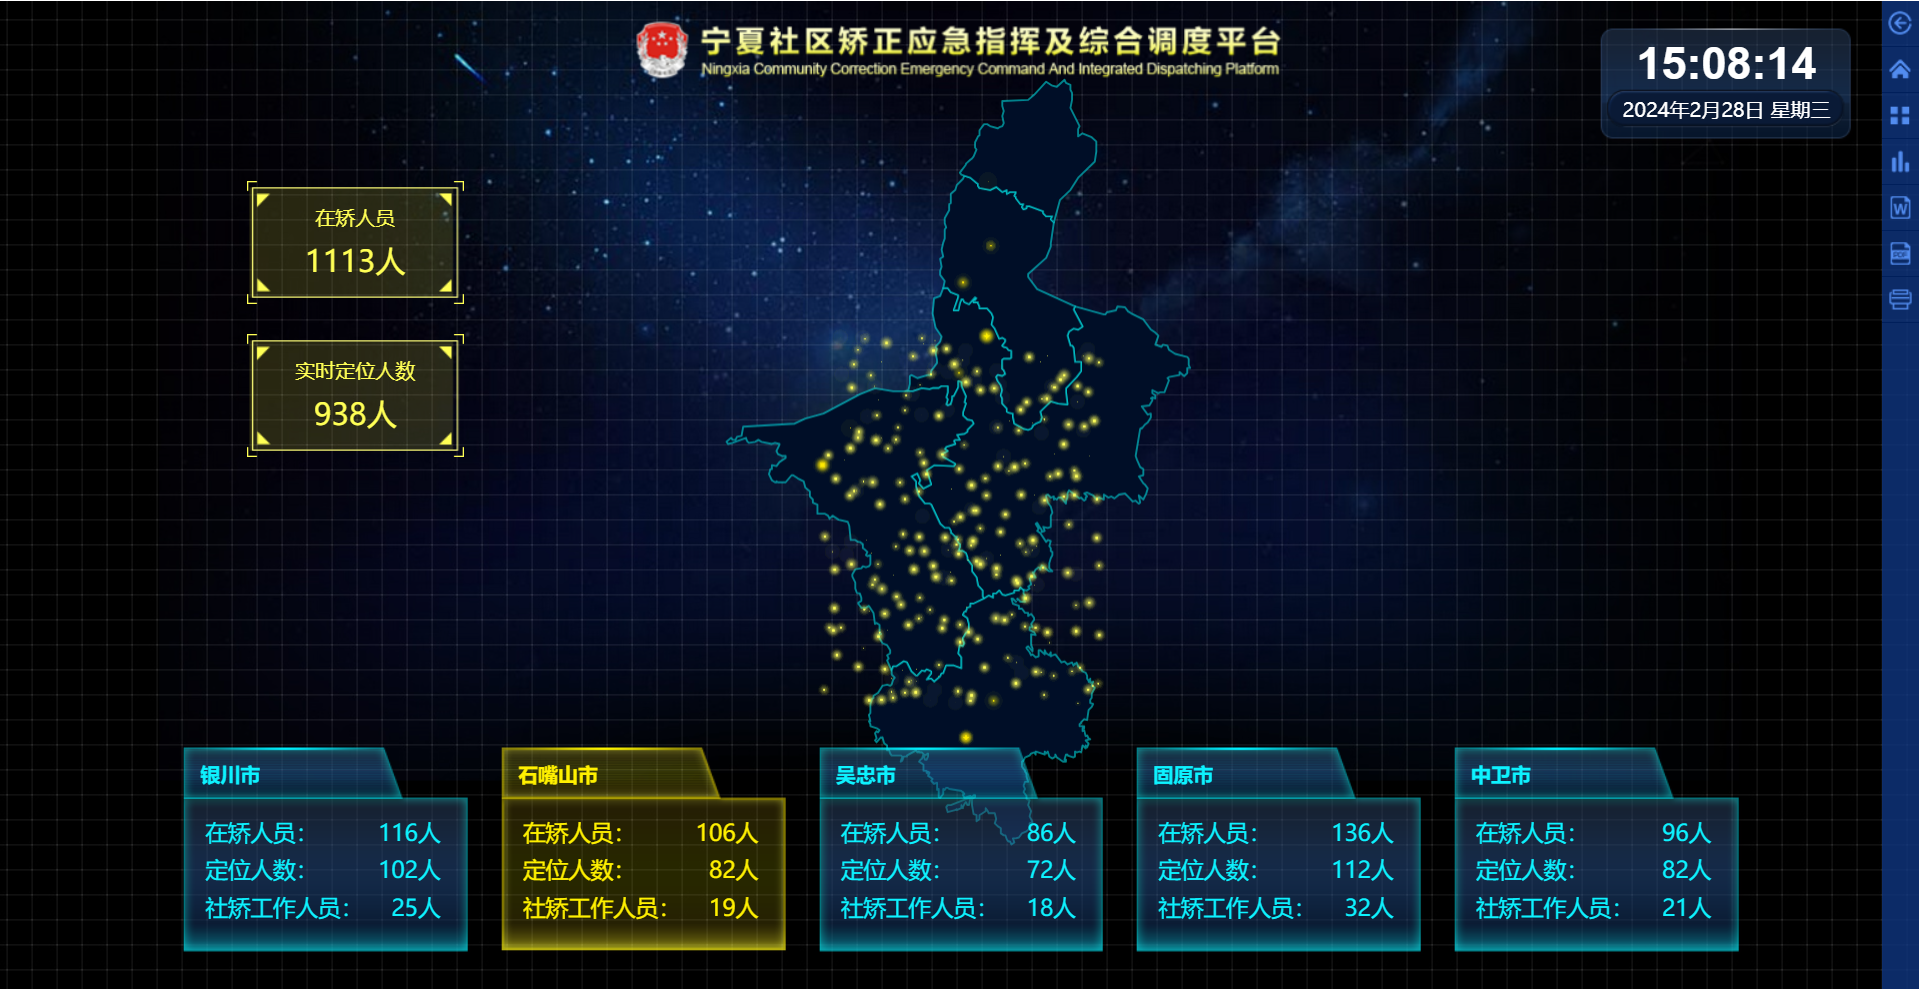 宁夏社区矫正应急指挥及综合调度平台
Ningxia Community Correction Emergency Command And Integrated Dispatching Platform
15:08:14
2024年2月28日 星期三
在矫人员
1113人
实时定位人数
938人
银川市
在矫人员： 116人
定位人数： 102人
社矫工作人员： 25人
石嘴山市
在矫人员： 106人
定位人数： 82人
社矫工作人员： 19人
吴忠市
在矫人员： 86人
定位人数： 72人
社矫工作人员： 18人
固原市
在矫人员： 136人
定位人数： 112人
社矫工作人员： 32人
中卫市
在矫人员： 96人
定位人数： 82人
社矫工作人员： 21人
W
PDF